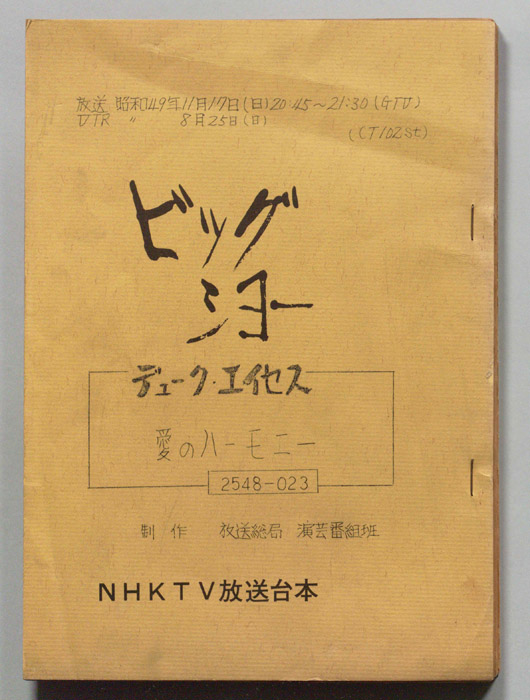 放送 昭和49年11月17日(日)20:45～21:30(GTV)
VTR 〃 8月25日(日)
(CT102st)
ビッグ
ショー
デューク・エイセス
愛のハーモニー
2548-023
制作 放送総局 演芸番組班
NHKTV放送台本